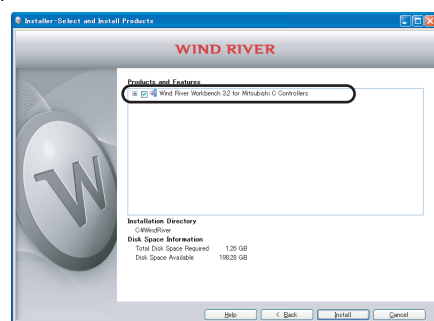 Installer-Select and Install Products
WIND RIVER
Products and Features
Wind River Workbench 3.2 for Mitsubishi C Controllers
W
Installation Directory
C:¥WindRiver
Disk Space Information
Total Disk Space Required 1.26 GB
Disk Space Available 198.28 GB
Help < Back Install Cancel